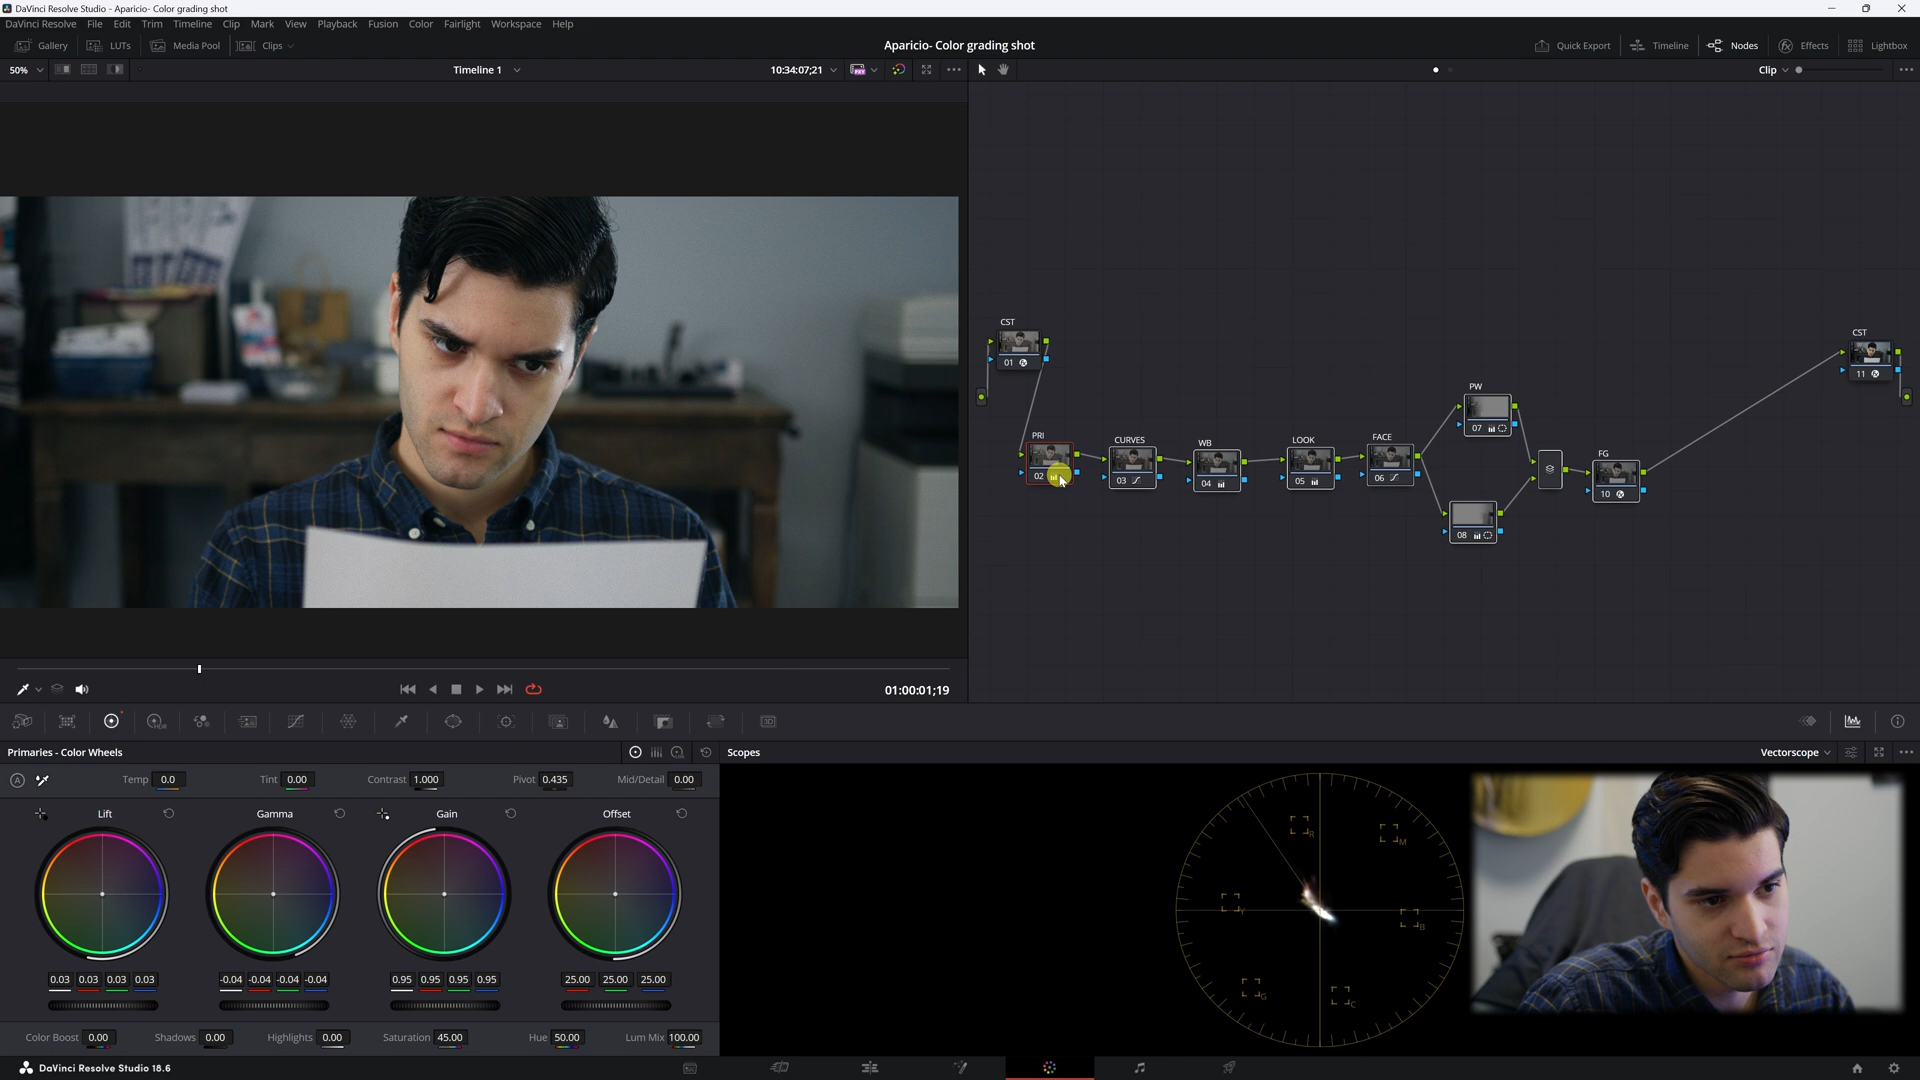 DaVinci Resolve Studio - Aparicio- Color grading shot
DaVinci Resolve File Edit Trim Timeline Clip Mark View Playback Fusion Color Fairlight Workspace Help
Gallery LUTs Media Pool Clips Aparicio- Color grading shot Quick Export Timeline Nodes Effects Lightbox
50% Timeline 1 10:34:07;21 Clip
CST
01
CST
11
PW
07
PRI
02
CURVES
03
WB
04
LOOK
05
FACE
06
08
FG
10
01:00:01;19
Primaries - Color Wheels
Scopes
Vectorscope
A Temp 0.0 Tint 0.00 Contrast 1.000 Pivot 0.435 Mid/Detail 0.00
Lift Gamma Gain Offset
R
M
Y
B
G
C
0.03 0.03 0.03 0.03 -0.04 -0.04 -0.04 -0.04 0.95 0.95 0.95 0.95 25.00 25.00 25.00
Color Boost 0.00 Shadows 0.00 Highlights 0.00 Saturation 45.00 Hue 50.00 Lum Mix 100.00
DaVinci Resolve Studio 18.6